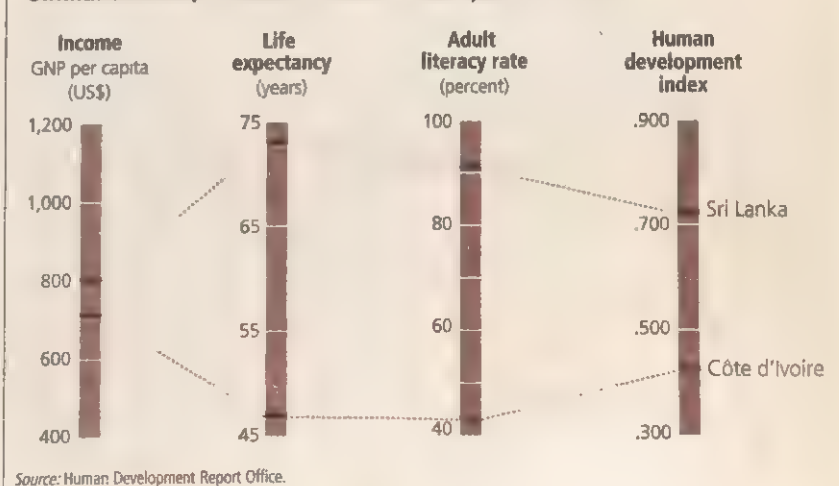 Income
GNP per capita
(US$)
1,200
1,000
800
600
400
Life
expectancy
(years)
75
65
55
45
Adult
literacy rate
(percent)
100
80
60
40
Human
development
index
.900
.700
.500
.300
Sri Lanka
Côte d'Ivoire
Source: Human Development Report Office.